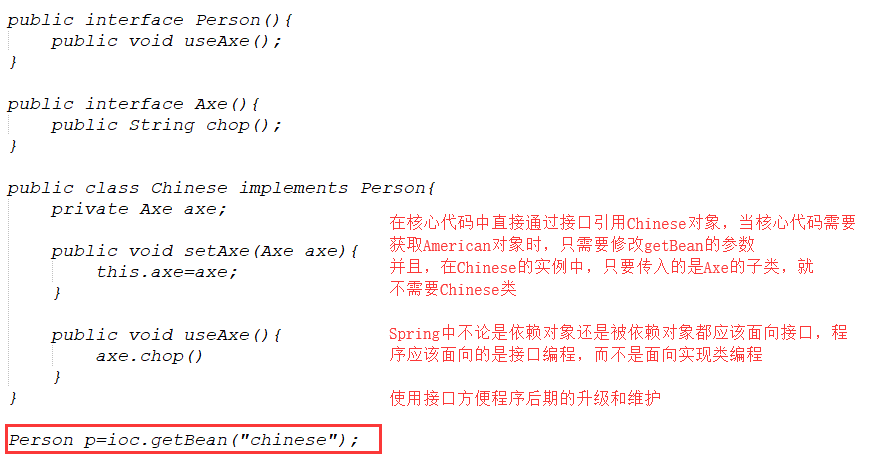 public interface Person(){
public void useAxe();
}
public interface Axe(){
public String chop();
}
public class Chinese implements Person{
private Axe axe;
public void setAxe(Axe axe){
this.axe=axe;
}
public void useAxe(){
axe.chop()
}
}
Person p=ioc.getBean("chinese");
在核心代码中直接通过接口引用Chinese对象，当核心代码需要
获取American对象时，只需要修改getBean的参数
并且，在Chinese的实例中，只要传入的是Axe的子类，就
不需要Chinese类
Spring中不论是依赖对象还是被依赖对象都应该面向接口，程
序应该面向的是接口编程，而不是面向实现类编程
使用接口方便程序后期的升级和维护